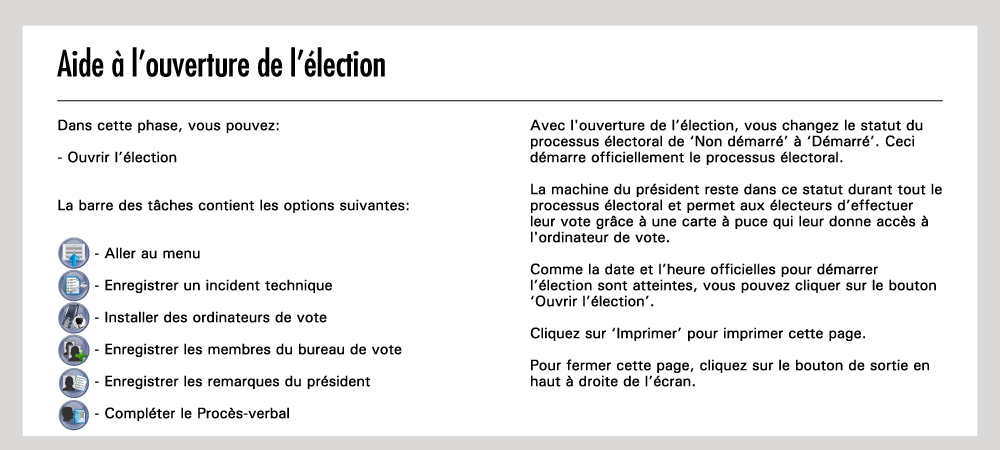 Aide à l’ouverture de l’élection
Dans cette phase, vous pouvez:
- Ouvrir l’élection
La barre des tâches contient les options suivantes:
- Aller au menu
- Enregistrer un incident technique
- Installer des ordinateurs de vote
- Enregistrer les membres du bureau de vote
- Enregistrer les remarques du président
- Compléter le Procès-verbal
Avec l'ouverture de l’élection, vous changez le statut du
processus électoral de ‘Non démarré’ à ‘Démarré’. Ceci
démarre officiellement le processus électoral.
La machine du président reste dans ce statut durant tout le
processus électoral et permet aux électeurs d’effectuer
leur vote grâce à une carte à puce qui leur donne accès à
l'ordinateur de vote.
Comme la date et l’heure officielles pour démarrer
l’élection sont atteintes, vous pouvez cliquer sur le bouton
‘Ouvrir l’élection’.
Cliquez sur ‘Imprimer’ pour imprimer cette page.
Pour fermer cette page, cliquez sur le bouton de sortie en
haut à droite de l’écran.